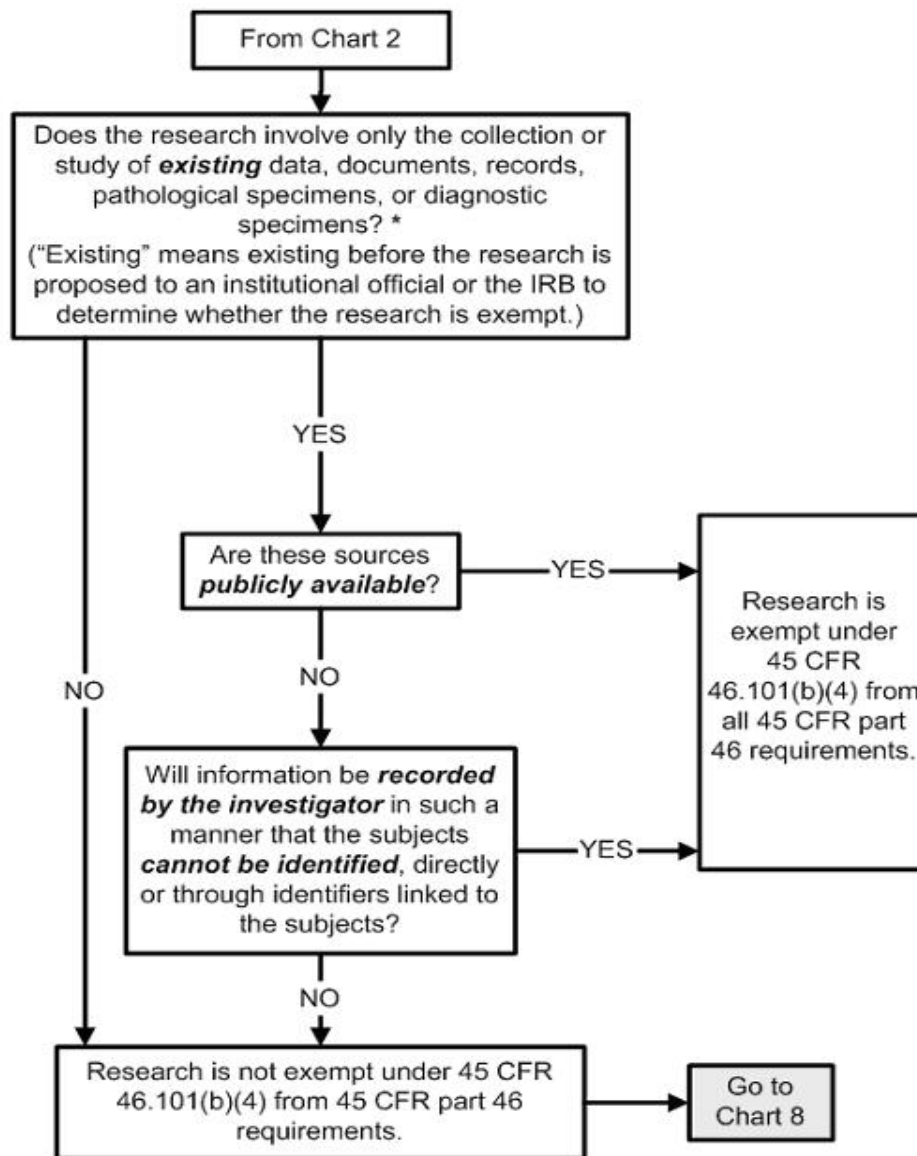 From Chart 2
Does the research involve only the collection or
study of existing data, documents, records,
pathological specimens, or diagnostic
specimens? *
("Existing" means existing before the research is
proposed to an institutional official or the IRB to
determine whether the research is exempt.)
YES
Are these sources
publicly available?
YES
Research is
exempt under
45 CFR
46.101(b)(4) from
all 45 CFR part
46 requirements.
NO
NO
Will information be recorded
by the investigator in such a
manner that the subjects
cannot be identified, directly
or through identifiers linked to
the subjects?
YES
NO
Research is not exempt under 45 CFR
46.101(b)(4) from 45 CFR part 46
requirements.
Go to
Chart 8